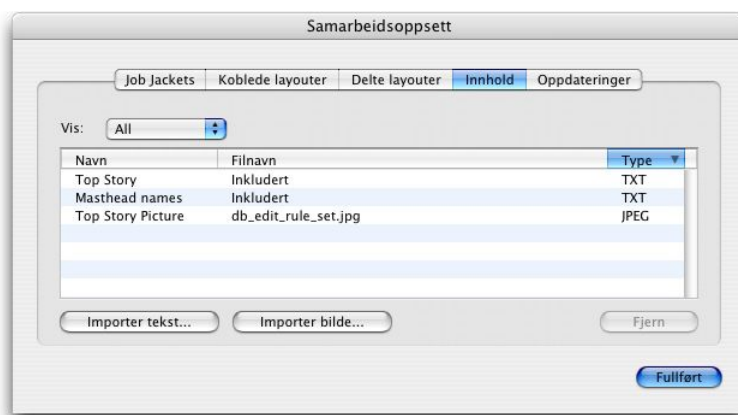 Samarbeidsoppsett
Job Jackets Koblede layouter Delte layouter Innhold Oppdateringer
Vis: All
Navn Filnavn Type
Top Story Inkludert TXT
Masthead names Inkludert TXT
Top Story Picture db_edit_rule_set.jpg JPEG
Importer tekst... Importer bilde... Fjern
Fullført